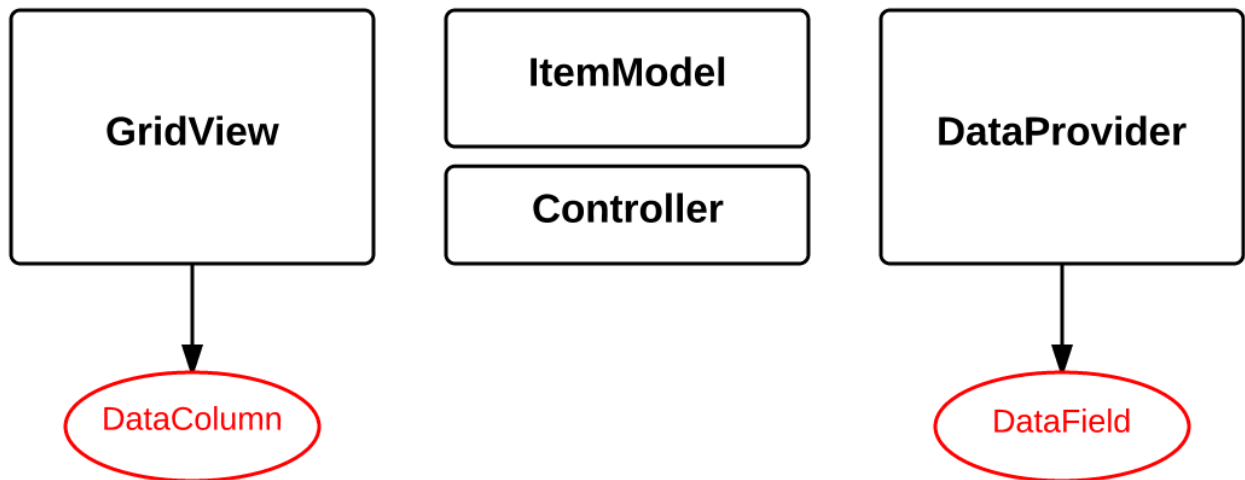 GridView
ItemModel
Controller
DataProvider
DataColumn
DataField